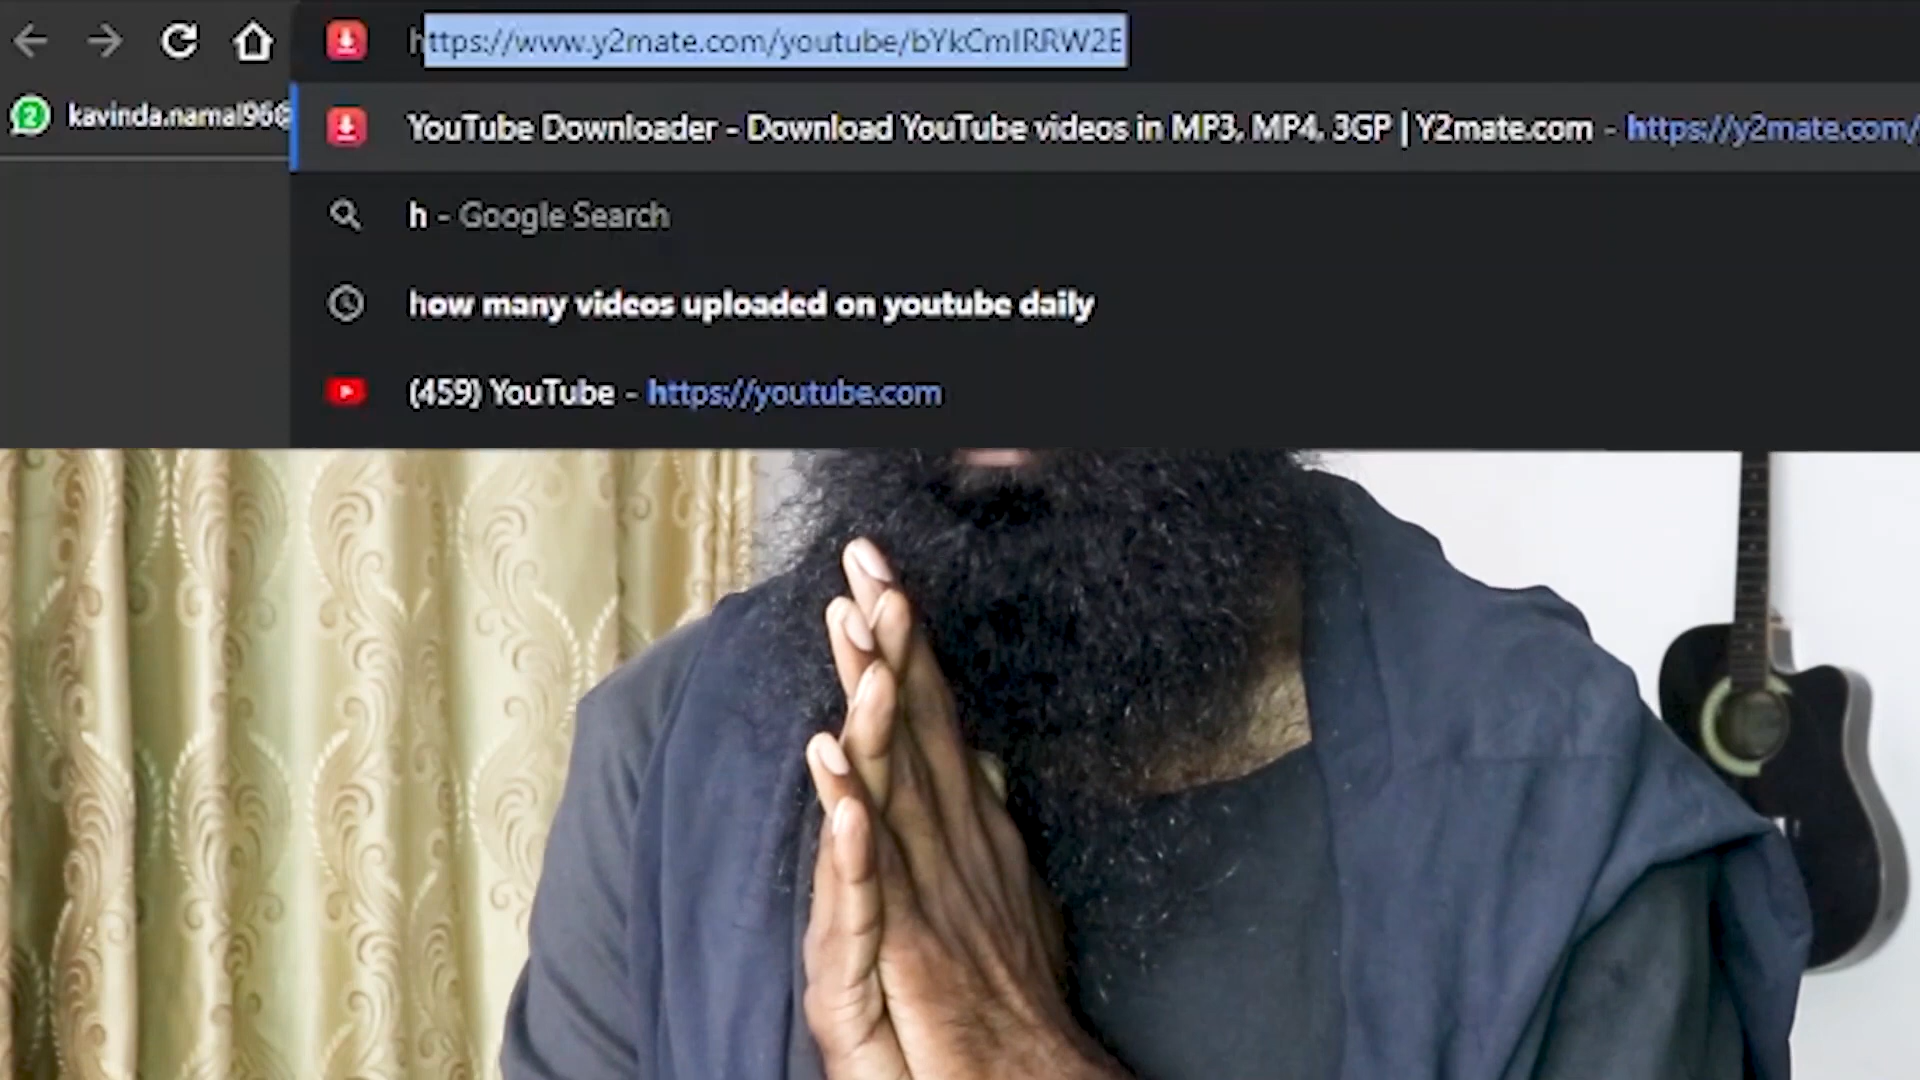 https://www.y2mate.com/youtube/bYkCmIRRW2E
2 kavinda.namal96@
YouTube Downloader - Download YouTube videos in MP3, MP4, 3GP | Y2mate.com - https://y2mate.com/
h - Google Search
how many videos uploaded on youtube daily
(459) YouTube - https://youtube.com